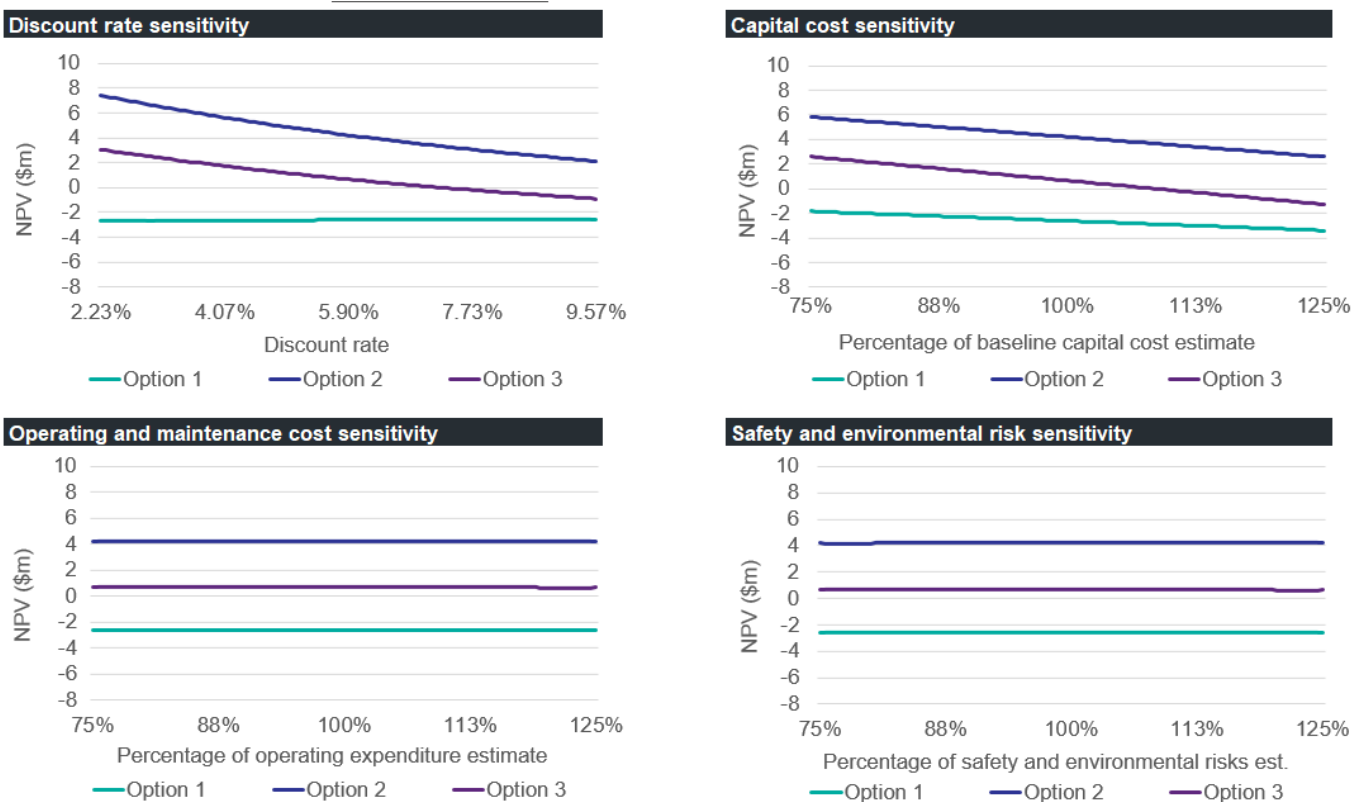 Discount rate sensitivity
10
8
6
4
2
0
-2
-4
-6
-8
NPV ($m)
2.23% 4.07% 5.90% 7.73% 9.57%
Discount rate
Option 1 Option 2 Option 3
Capital cost sensitivity
10
8
6
4
2
0
-2
-4
-6
-8
NPV ($m)
75% 88% 100% 113% 125%
Percentage of baseline capital cost estimate
Option 1 Option 2 Option 3
Operating and maintenance cost sensitivity
10
8
6
4
2
0
-2
-4
-6
-8
NPV ($m)
75% 88% 100% 113% 125%
Percentage of operating expenditure estimate
Option 1 Option 2 Option 3
Safety and environmental risk sensitivity
10
8
6
4
2
0
-2
-4
-6
-8
NPV ($m)
75% 88% 100% 113% 125%
Percentage of safety and environmental risks est.
Option 1 Option 2 Option 3